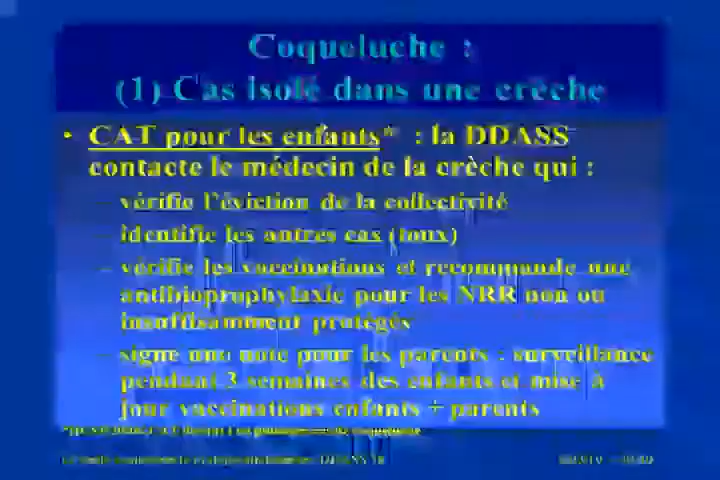 Coqueluche :
(1) Cas isolé dans une crèche
• CAT pour les enfants* : la DDASS
contacte le médecin de la crèche qui :
– vérifie l'éviction de la collectivité
– identifie les autres cas (toux)
– vérifie les vaccinations et recommande une
antibioprophylaxie pour les NRR non ou
insuffisamment protégés
– signe une note pour les parents : surveillance
pendant 3 semaines des enfants et mise à
jour vaccinations enfants + parents